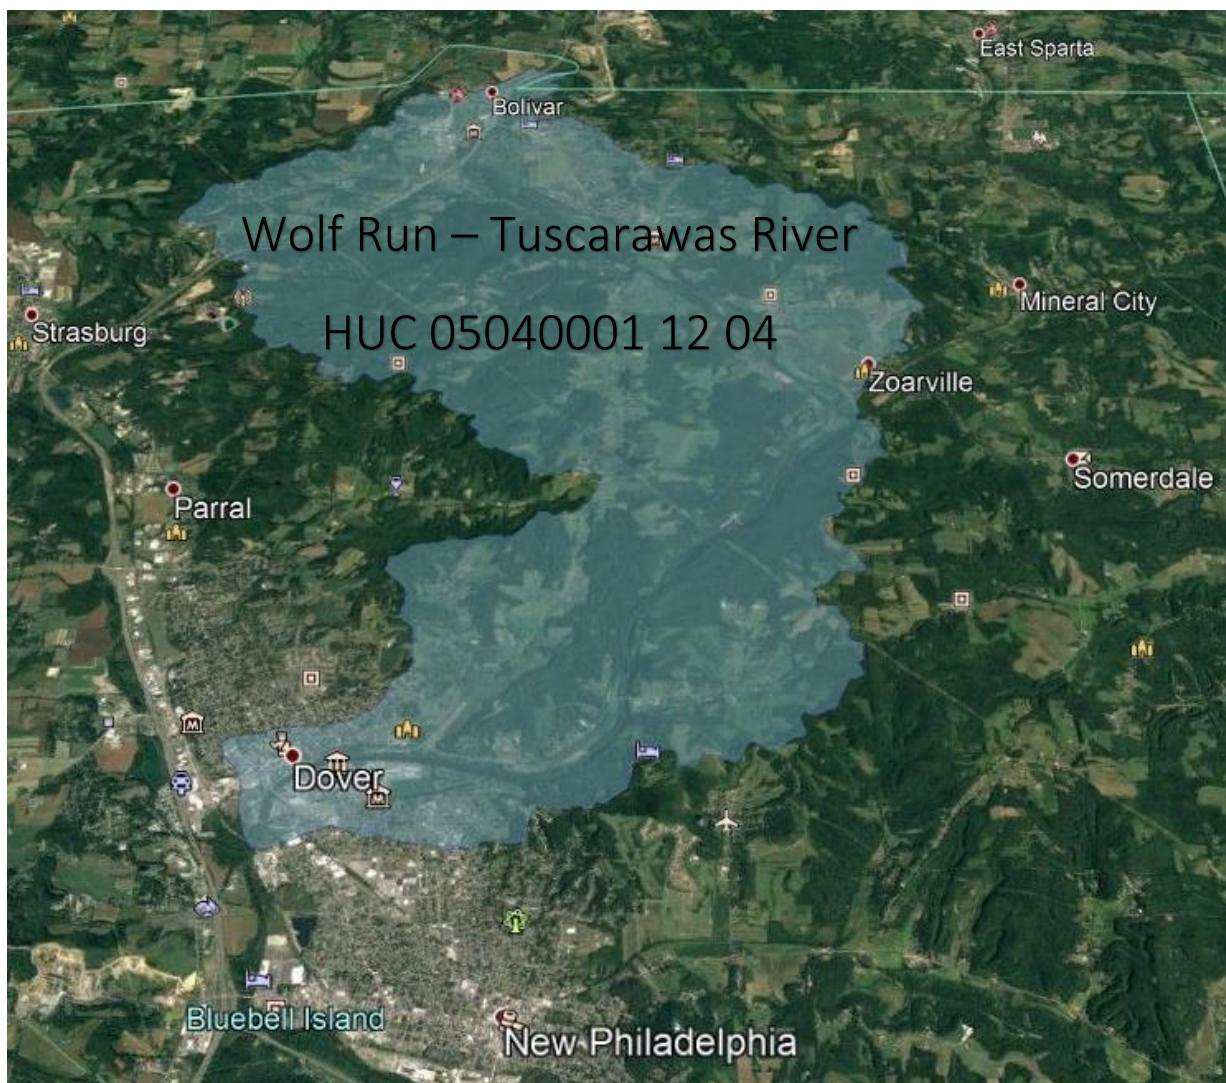 East Sparta
Bolivar
Wolf Run – Tuscarawas River
HUC 05040001 12 04
Mineral City
Strasburg
Zoarville
Somerdale
Parral
Dover
Bluebell Island
New Philadelphia